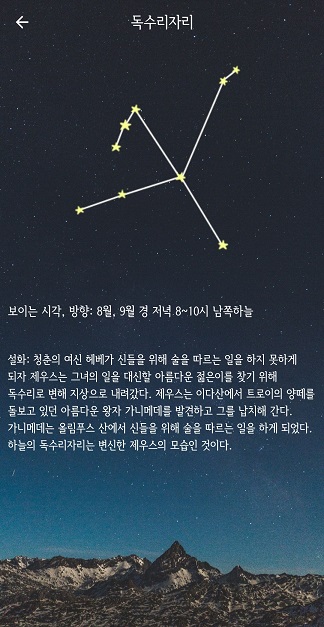 독수리자리
보이는 시각, 방향: 8월, 9월 경 저녁 8~10시 남쪽하늘
설화: 청춘의 여신 헤베가 신들을 위해 술을 따르는 일을 하지 못하게
되자 제우스는 그녀의 일을 대신할 아름다운 젊은이를 찾기 위해
독수리로 변해 지상으로 내려갔다. 제우스는 이다산에서 트로이의 양떼를
돌보고 있던 아름다운 왕자 가니메데를 발견하고 그를 납치해 간다.
가니메데는 올림푸스 산에서 신들을 위해 술을 따르는 일을 하게 되었다.
하늘의 독수리자리는 변신한 제우스의 모습인 것이다.